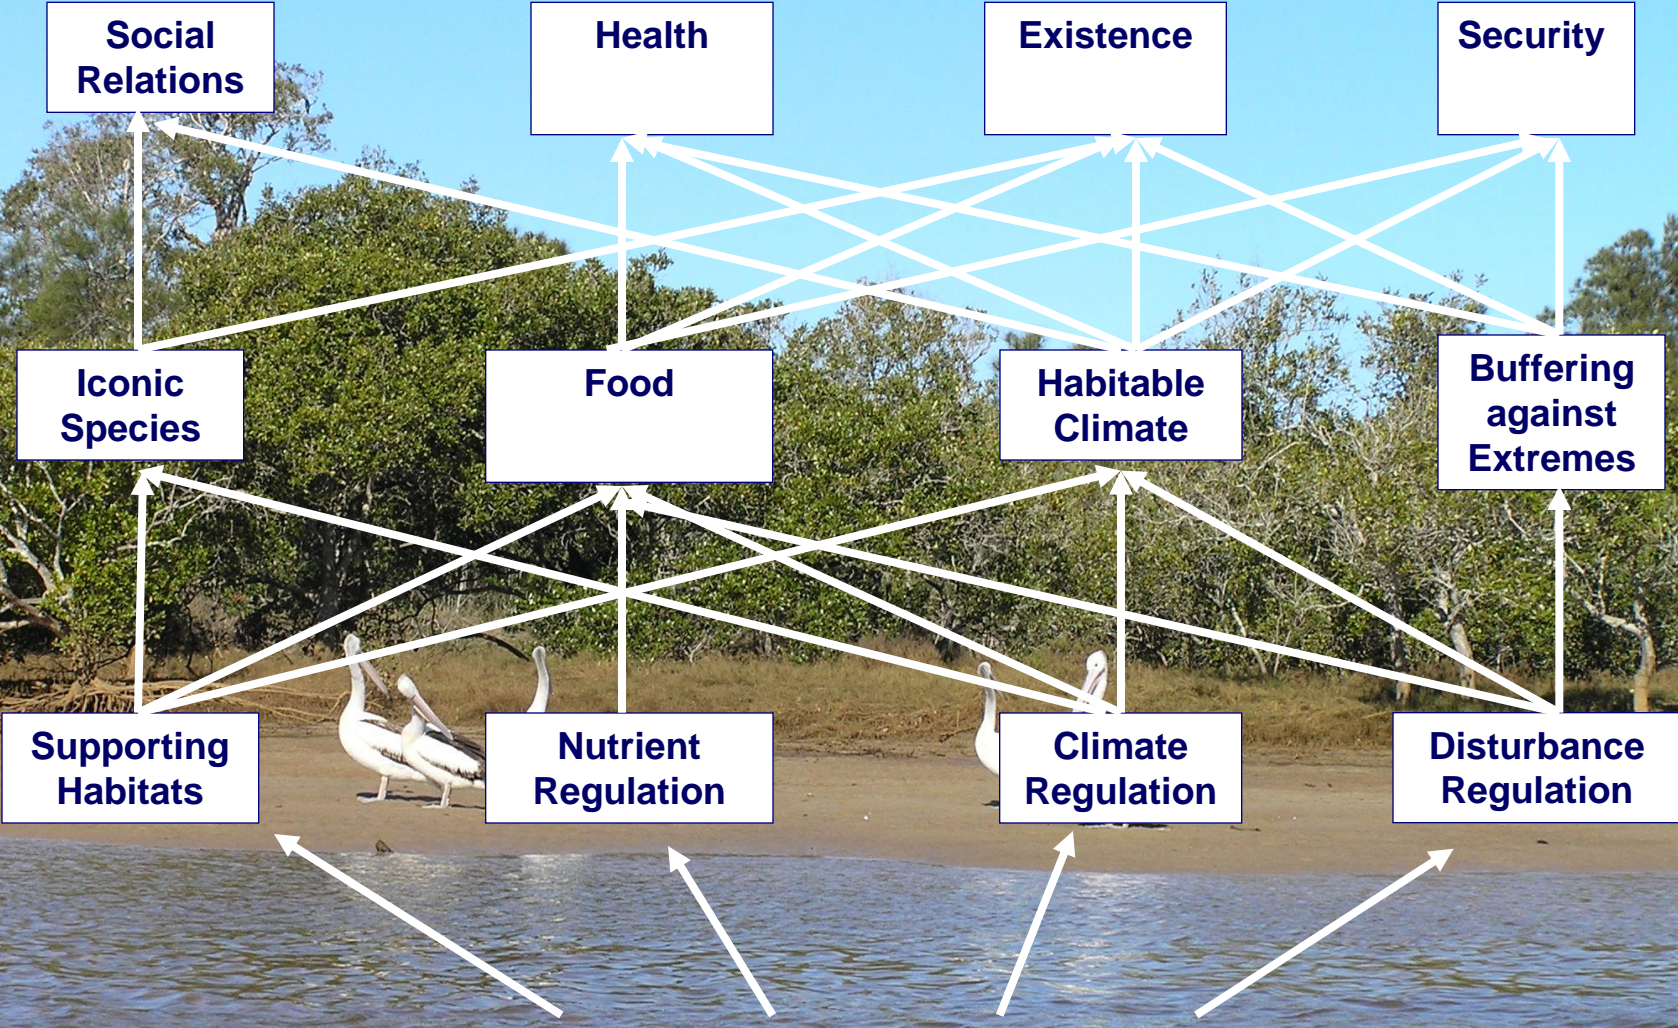 Social
Relations
Health
Existence
Security
Iconic
Species
Food
Habitable
Climate
Buffering
against
Extremes
Supporting
Habitats
Nutrient
Regulation
Climate
Regulation
Disturbance
Regulation